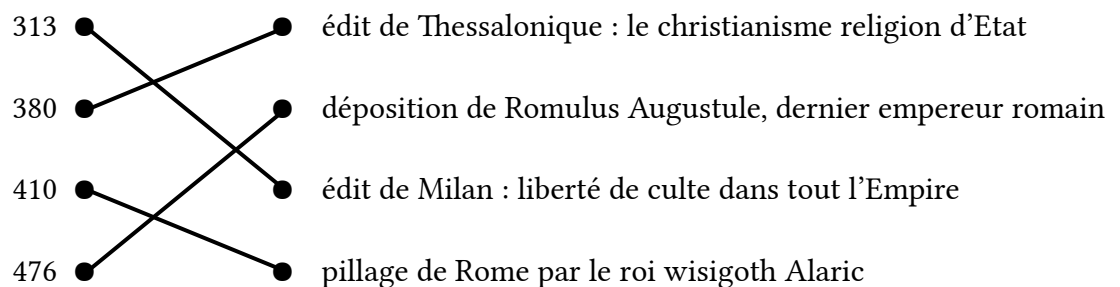 313 édit de Thessalonique : le christianisme religion d’Etat
380 déposition de Romulus Augustule, dernier empereur romain
410 édit de Milan : liberté de culte dans tout l’Empire
476 pillage de Rome par le roi wisigoth Alaric